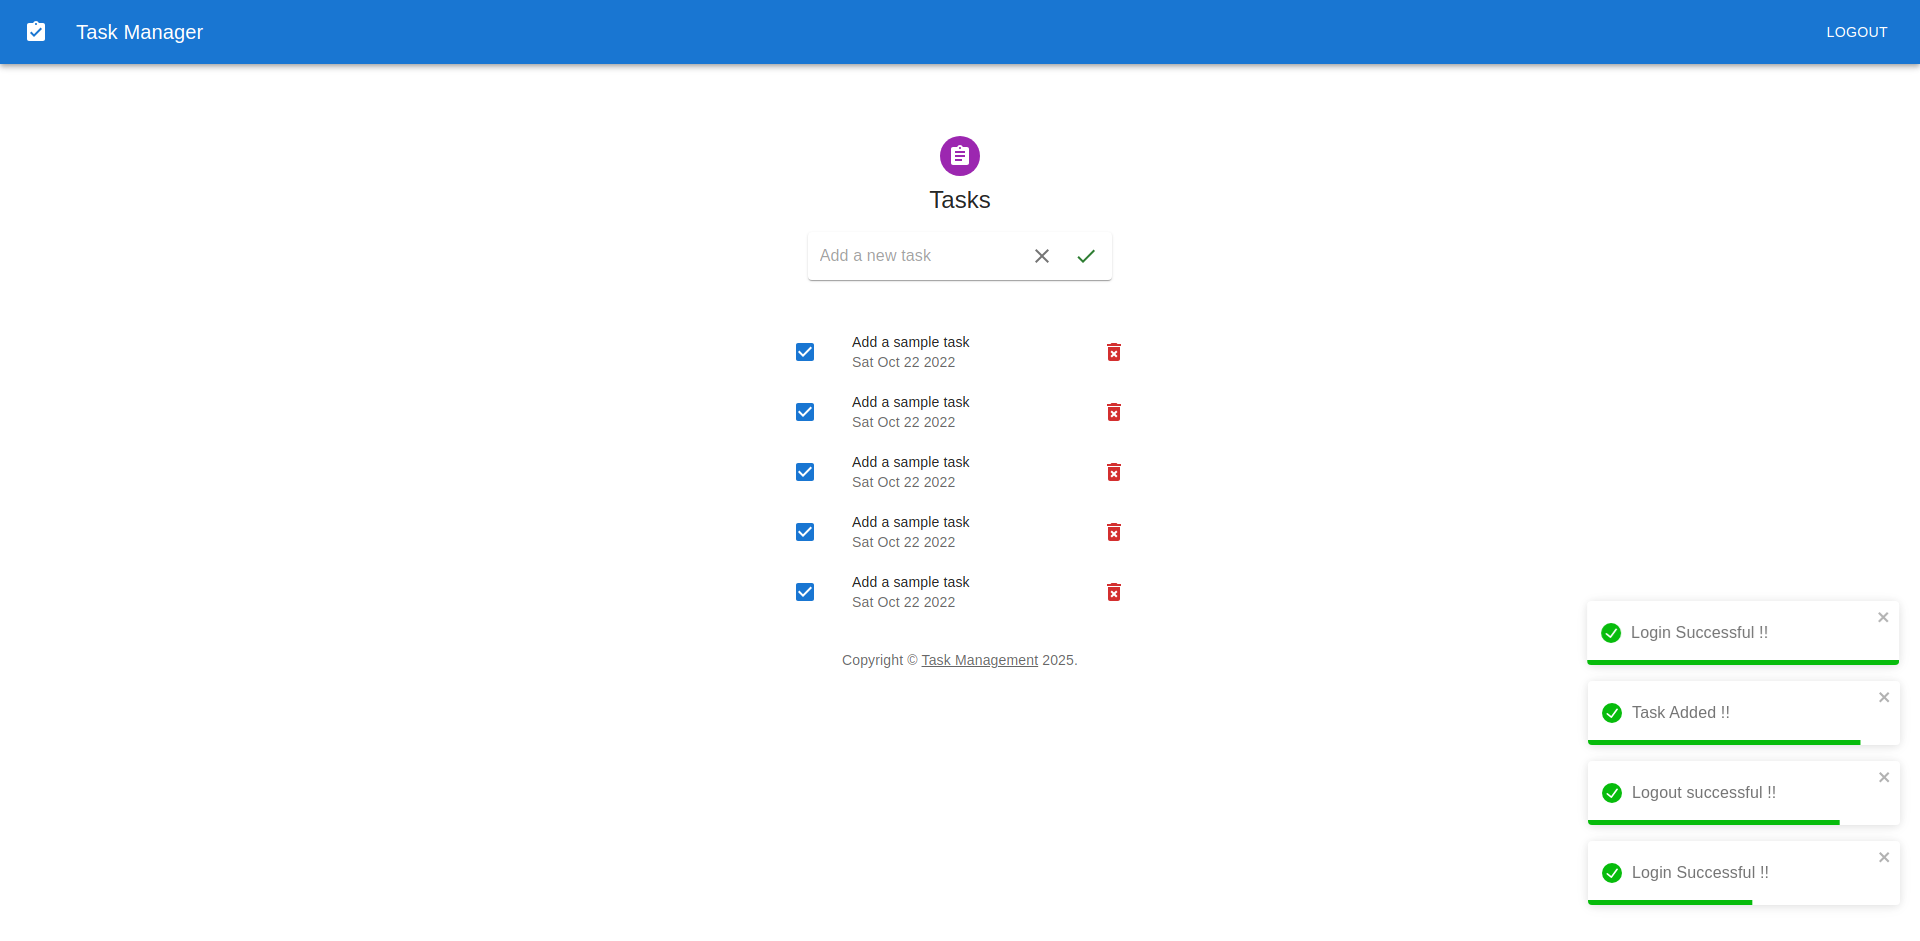 Task Manager
LOGOUT
Tasks
Add a new task
Add a sample task
Sat Oct 22 2022
Add a sample task
Sat Oct 22 2022
Add a sample task
Sat Oct 22 2022
Add a sample task
Sat Oct 22 2022
Add a sample task
Sat Oct 22 2022
Copyright © Task Management 2025.
Login Successful !!
Task Added !!
Logout successful !!
Login Successful !!